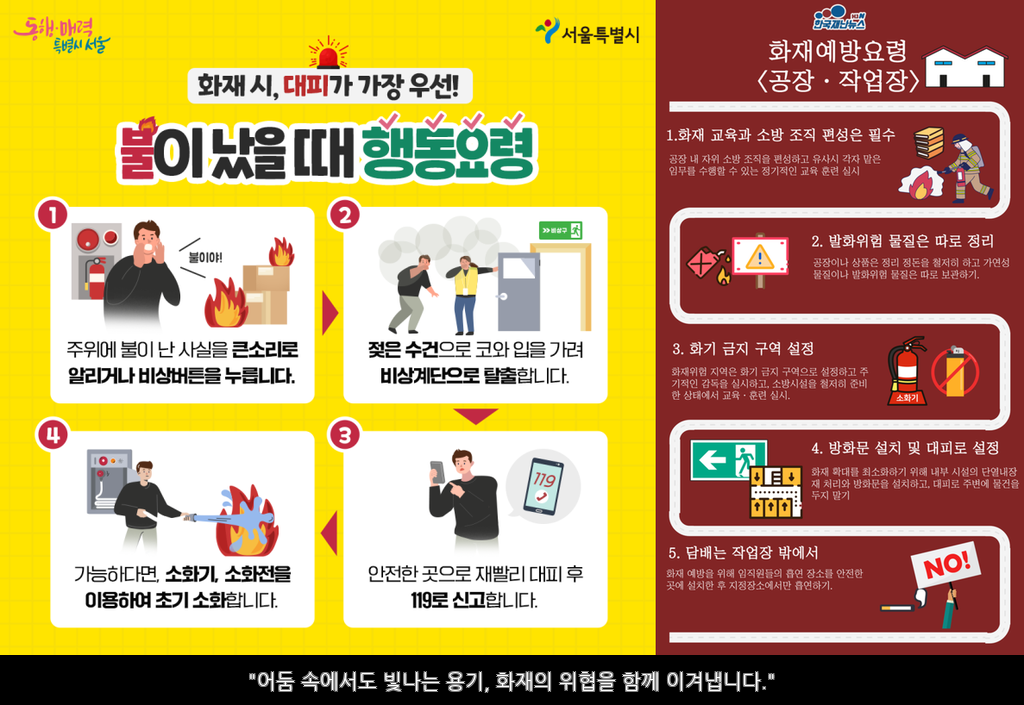 동행·매력
특별시 서울
서울특별시
화재 시, 대피가 가장 우선!
불이 났을 때 행동요령
1
불이야!
주위에 불이 난 사실을 큰소리로
알리거나 비상버튼을 누릅니다.
2
비상구
젖은 수건으로 코와 입을 가려
비상계단으로 탈출합니다.
3
119
안전한 곳으로 재빨리 대피 후
119로 신고합니다.
4
가능하다면, 소화기, 소화전을
이용하여 초기 소화합니다.
한국재난뉴스
화재예방요령
〈공장·작업장〉
1.화재 교육과 소방 조직 편성은 필수
공장 내 자위 소방 조직을 편성하고 유사시 각자 맡은
임무를 수행할 수 있는 정기적인 교육 훈련 실시
2. 발화위험 물질은 따로 정리
공장이나 상품은 정리 정돈을 철저히 하고 가연성
물질이나 발화위험 물질은 따로 보관하기.
3. 화기 금지 구역 설정
화재위험 지역은 화기 금지 구역으로 설정하고 주
기적인 감독을 실시하고, 소방시설을 철저히 준비
한 상태에서 교육·훈련 실시.
소화기
4. 방화문 설치 및 대피로 설정
화재 확대를 최소화하기 위해 내부 시설의 단열내장
재 처리와 방화문을 설치하고, 대피로 주변에 물건을
두지 말기
5. 담배는 작업장 밖에서
화재 예방을 위해 임직원들의 흡연 장소를 안전한
곳에 설치한 후 지정장소에서만 흡연하기.
NO!
"어둠 속에서도 빛나는 용기, 화재의 위협을 함께 이겨냅니다."